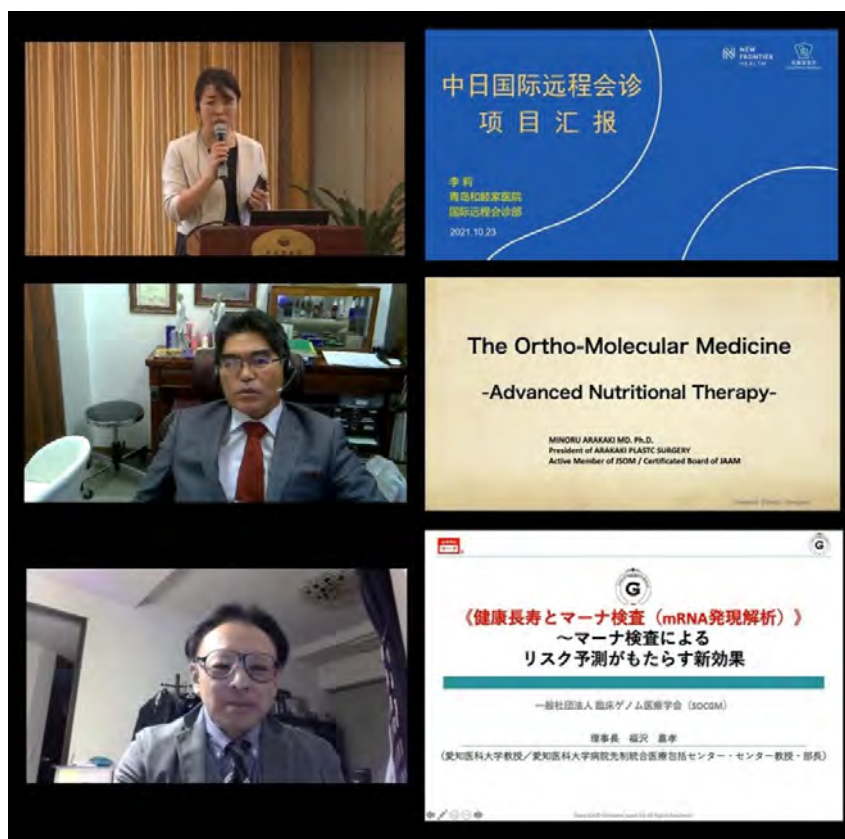 NEW
FRONTIER
HEALTH
中日国际远程会诊
项目汇报
李莉
青岛和睦家医院
国际远程会诊部
2021.10.23
The Ortho-Molecular Medicine
-Advanced Nutritional Therapy-
MINORU ARAKAKI MD. Ph.D.
President of ARAKAKI PLASTC SURGERY
Active Member of JSOM / Certificated Board of JAAM
G
G
《健康長寿とマーナ検査（mRNA発現解析）》
～マーナ検査による
リスク予測がもたらす新効果
一般社団法人 臨床ゲノム医療学会（SOCGM）
理事長 福沢 嘉孝
（愛知医科大学教授／愛知医科大学病院先制統合医療包括センター・センター教授・部長）